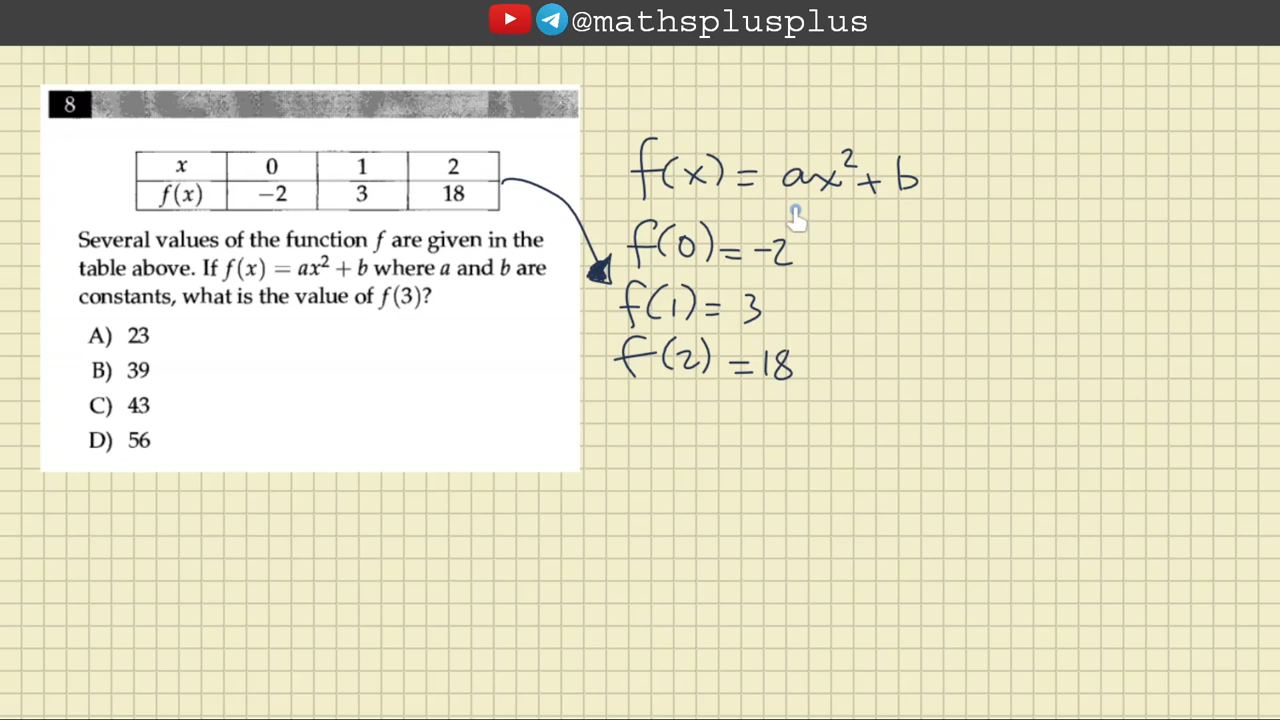 @mathsplusplus
8
x 0 1 2
f(x) −2 3 18
Several values of the function f are given in the
table above. If f(x) = ax² + b where a and b are
constants, what is the value of f(3)?
A) 23
B) 39
C) 43
D) 56
f(x) = ax² + b
f(0) = -2
f(1) = 3
f(2) = 18